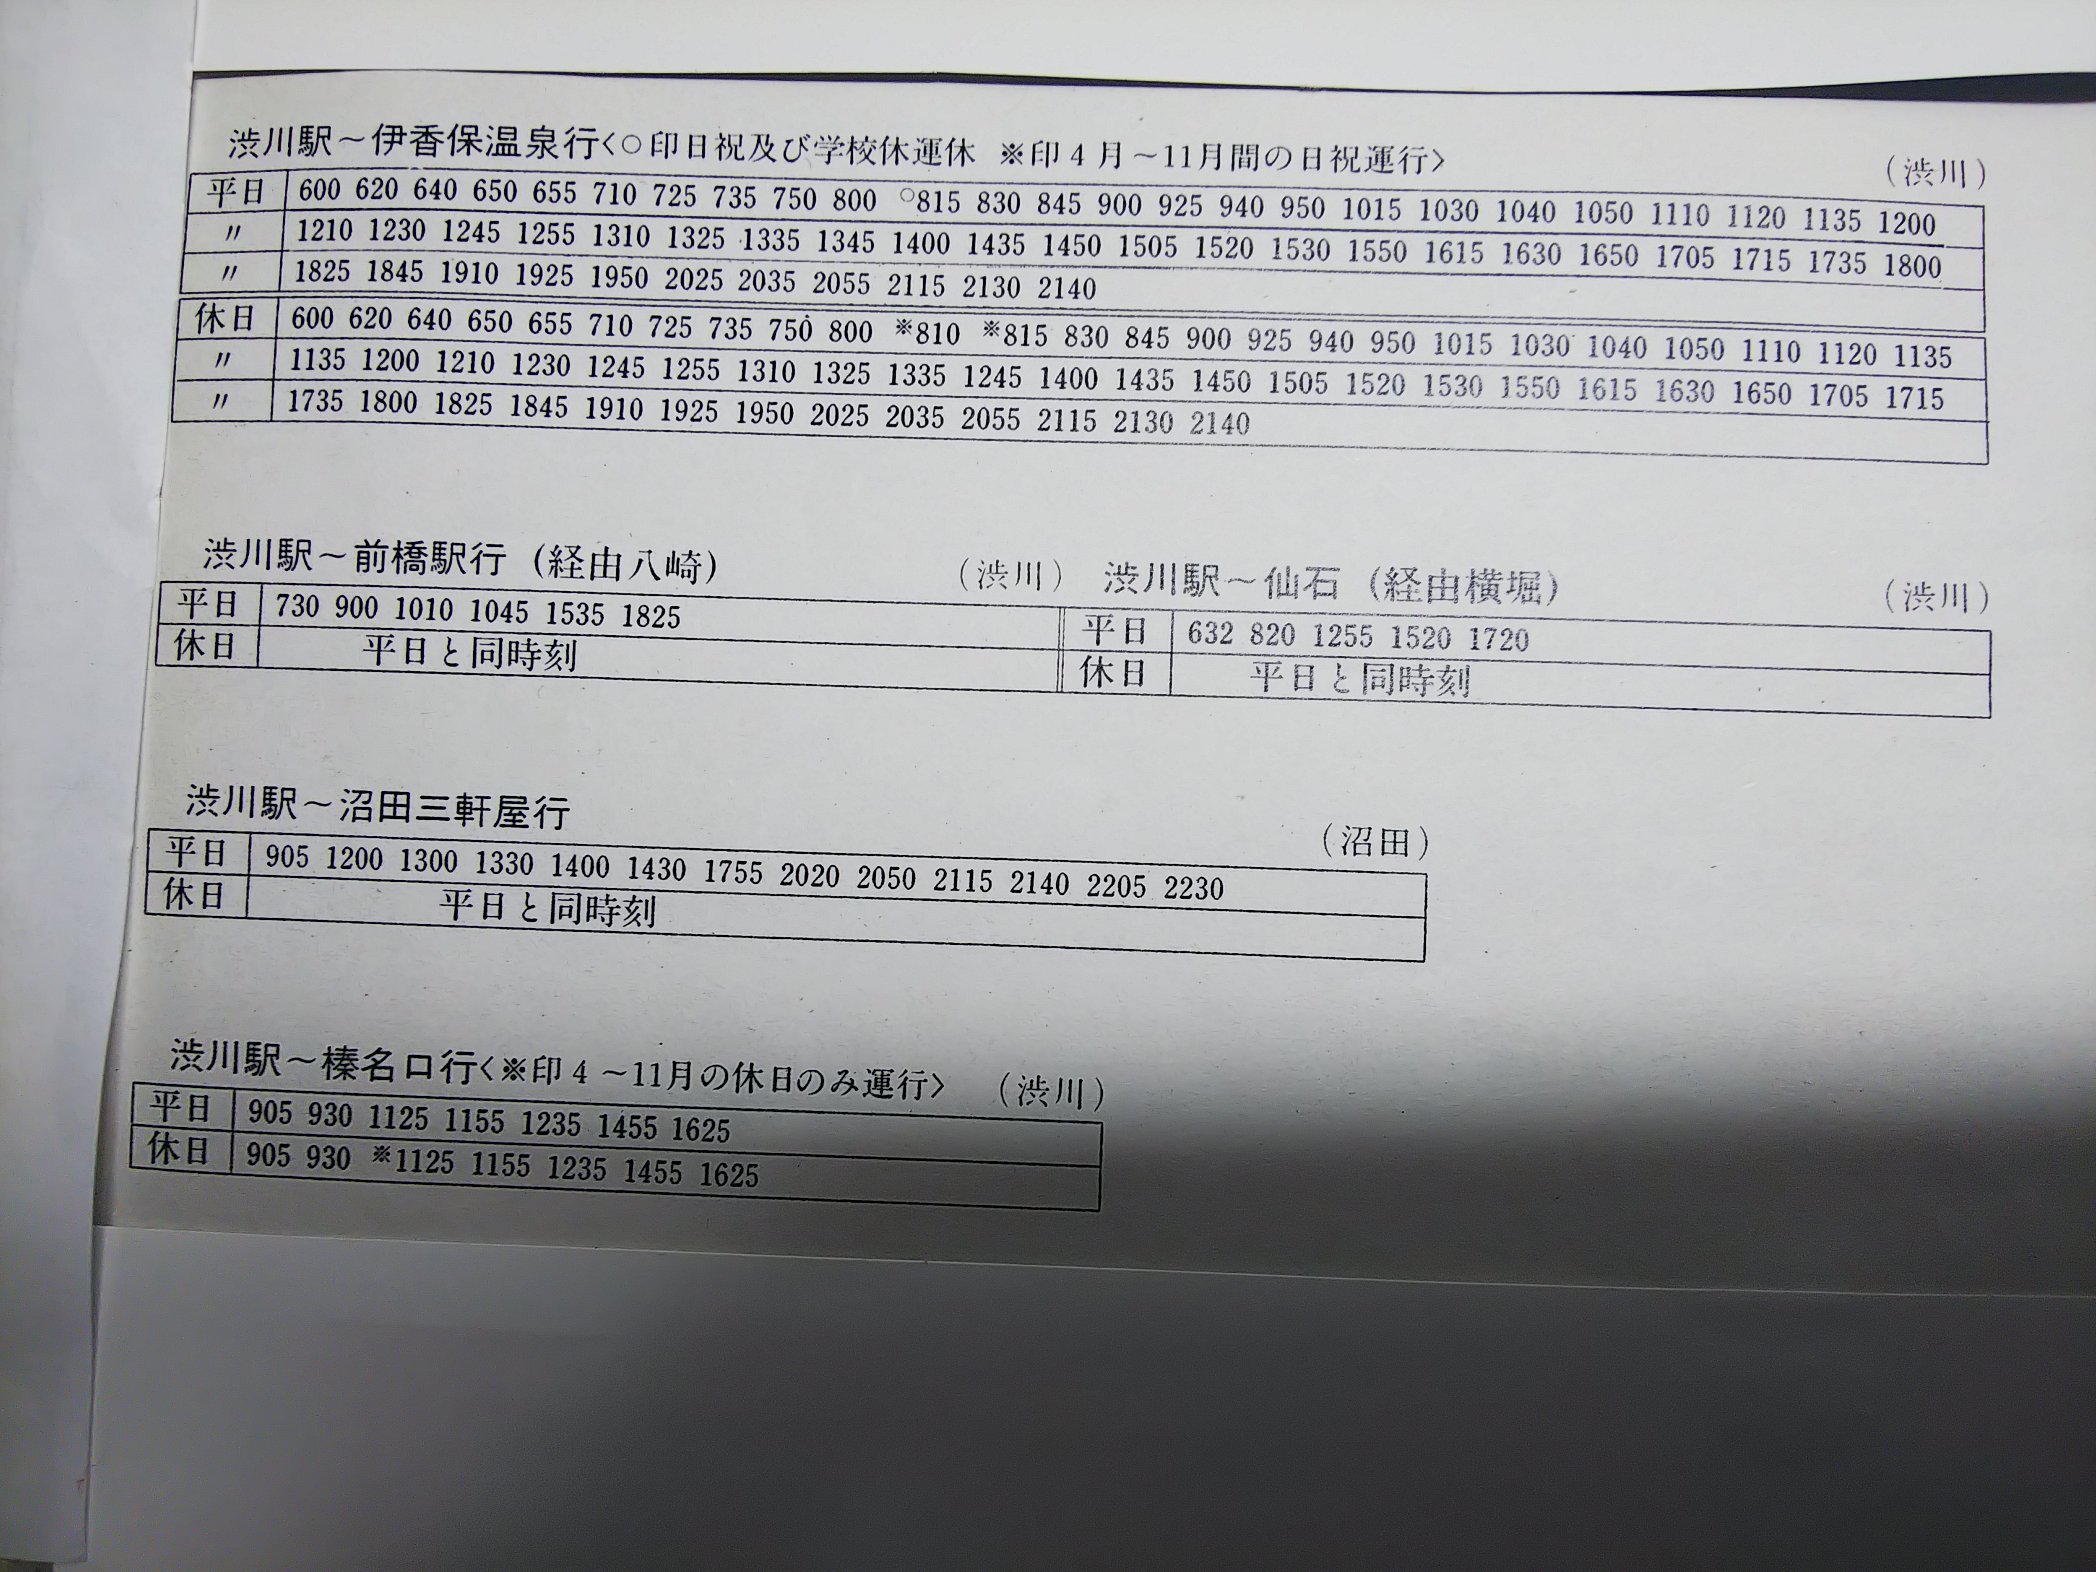 渋川駅～伊香保温泉行〈○印日祝及び学校休運休 ※印4月～11月間の日祝運行〉 (渋川)
平日 600 620 640 650 655 710 725 735 750 800 ○815 830 845 900 925 940 950 1015 1030 1040 1050 1110 1120 1135 1200
〃 1210 1230 1245 1255 1310 1325 1335 1345 1400 1435 1450 1505 1520 1530 1550 1615 1630 1650 1705 1715 1735 1800
〃 1825 1845 1910 1925 1950 2025 2035 2055 2115 2130 2140
休日 600 620 640 650 655 710 725 735 750 800 ※810 ※815 830 845 900 925 940 950 1015 1030 1040 1050 1110 1120 1135
〃 1135 1200 1210 1230 1245 1255 1310 1325 1335 1245 1400 1435 1450 1505 1520 1530 1550 1615 1630 1650 1705 1715
〃 1735 1800 1825 1845 1910 1925 1950 2025 2035 2055 2115 2130 2140
渋川駅～前橋駅行 (経由八崎) (渋川)
平日 730 900 1010 1045 1535 1825
休日 平日と同時刻
渋川駅～仙石 (経由横堀) (渋川)
平日 632 820 1255 1520 1720
休日 平日と同時刻
渋川駅～沼田三軒屋行 (沼田)
平日 905 1200 1300 1330 1400 1430 1755 2020 2050 2115 2140 2205 2230
休日 平日と同時刻
渋川駅～榛名口行〈※印4～11月の休日のみ運行〉 (渋川)
平日 905 930 1125 1155 1235 1455 1625
休日 905 930 ※1125 1155 1235 1455 1625